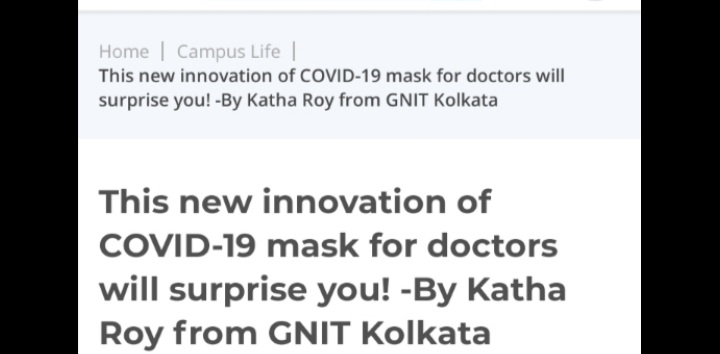 Home | Campus Life |
This new innovation of COVID-19 mask for doctors will
surprise you! -By Katha Roy from GNIT Kolkata
This new innovation of
COVID-19 mask for doctors
will surprise you! -By Katha
Roy from GNIT Kolkata